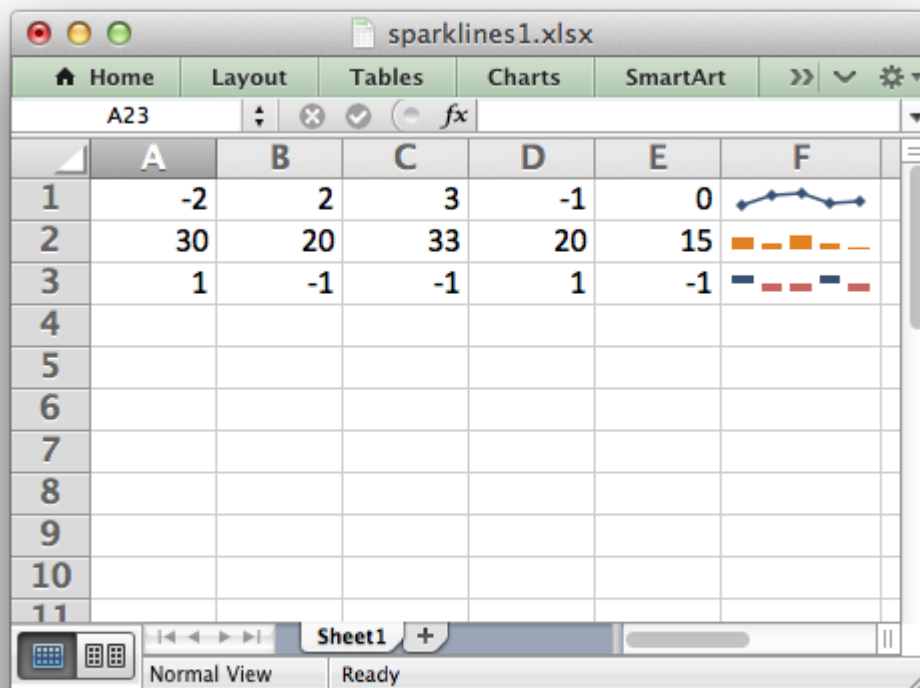 sparklines1.xlsx
Home Layout Tables Charts SmartArt
A23 fx
A B C D E F
1 -2 2 3 -1 0
2 30 20 33 20 15
3 1 -1 -1 1 -1
4
5
6
7
8
9
10
11
Sheet1 +
Normal View Ready